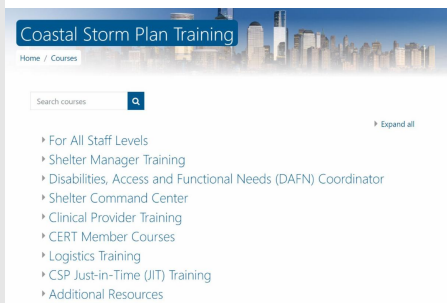 Coastal Storm Plan Training
Home / Courses
Search courses
Expand all
For All Staff Levels
Shelter Manager Training
Disabilities, Access and Functional Needs (DAFN) Coordinator
Shelter Command Center
Clinical Provider Training
CERT Member Courses
Logistics Training
CSP Just-in-Time (JIT) Training
Additional Resources